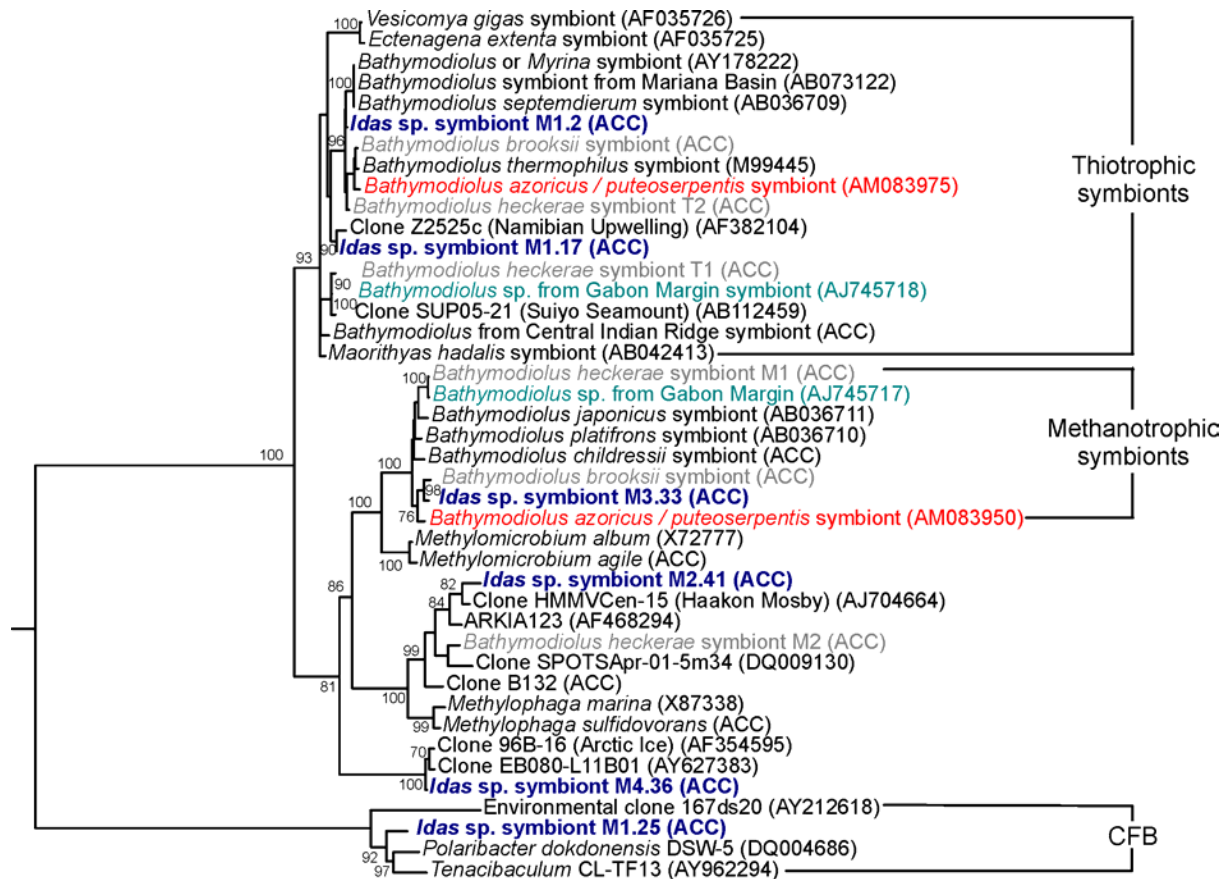 Vesicomya gigas symbiont (AF035726)
100
Ectenagena extenta symbiont (AF035725)
Bathymodiolus or Myrina symbiont (AY178222)
100
Bathymodiolus symbiont from Mariana Basin (AB073122)
Bathymodiolus septemdierum symbiont (AB036709)
Idas sp. symbiont M1.2 (ACC)
96
Bathymodiolus brooksii symbiont (ACC)
Bathymodiolus thermophilus symbiont (M99445)
Thiotrophic
symbionts
Bathymodiolus azoricus / puteoserpentis symbiont (AM083975)
Bathymodiolus heckerae symbiont T2 (ACC)
Clone Z2525c (Namibian Upwelling) (AF382104)
90
Idas sp. symbiont M1.17 (ACC)
93
Bathymodiolus heckerae symbiont T1 (ACC)
90
Bathymodiolus sp. from Gabon Margin symbiont (AJ745718)
100
Clone SUP05-21 (Suiyo Seamount) (AB112459)
Bathymodiolus from Central Indian Ridge symbiont (ACC)
Maorithyas hadalis symbiont (AB042413)
Bathymodiolus heckerae symbiont M1 (ACC)
100
Bathymodiolus sp. from Gabon Margin (AJ745717)
Bathymodiolus japonicus symbiont (AB036711)
Methanotrophic
symbionts
Bathymodiolus platifrons symbiont (AB036710)
100
Bathymodiolus childressii symbiont (ACC)
100
Bathymodiolus brooksii symbiont (ACC)
98
Idas sp. symbiont M3.33 (ACC)
100
76
Bathymodiolus azoricus / puteoserpentis symbiont (AM083950)
Methylomicrobium album (X72777)
100
Methylomicrobium agile (ACC)
86
82
Idas sp. symbiont M2.41 (ACC)
84
Clone HMMVCen-15 (Haakon Mosby) (AJ704664)
ARKIA123 (AF468294)
99
Bathymodiolus heckerae symbiont M2 (ACC)
Clone SPOTSApr-01-5m34 (DQ009130)
81
Clone B132 (ACC)
100
Methylophaga marina (X87338)
99
Methylophaga sulfidovorans (ACC)
70
Clone 96B-16 (Arctic Ice) (AF354595)
Clone EB080-L11B01 (AY627383)
100
Idas sp. symbiont M4.36 (ACC)
Environmental clone 167ds20 (AY212618)
Idas sp. symbiont M1.25 (ACC)
CFB
92
Polaribacter dokdonensis DSW-5 (DQ004686)
97
Tenacibaculum CL-TF13 (AY962294)